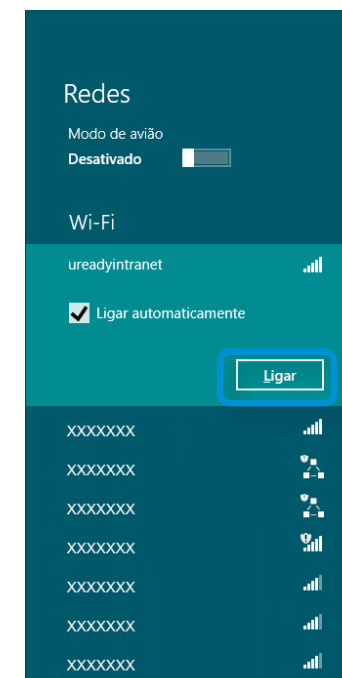 Redes
Modo de avião
Desativado
Wi-Fi
ureadyintranet
Ligar automaticamente
Ligar
xxxxxxx
xxxxxxx
xxxxxxx
xxxxxxx
xxxxxxx
xxxxxxx
xxxxxxx